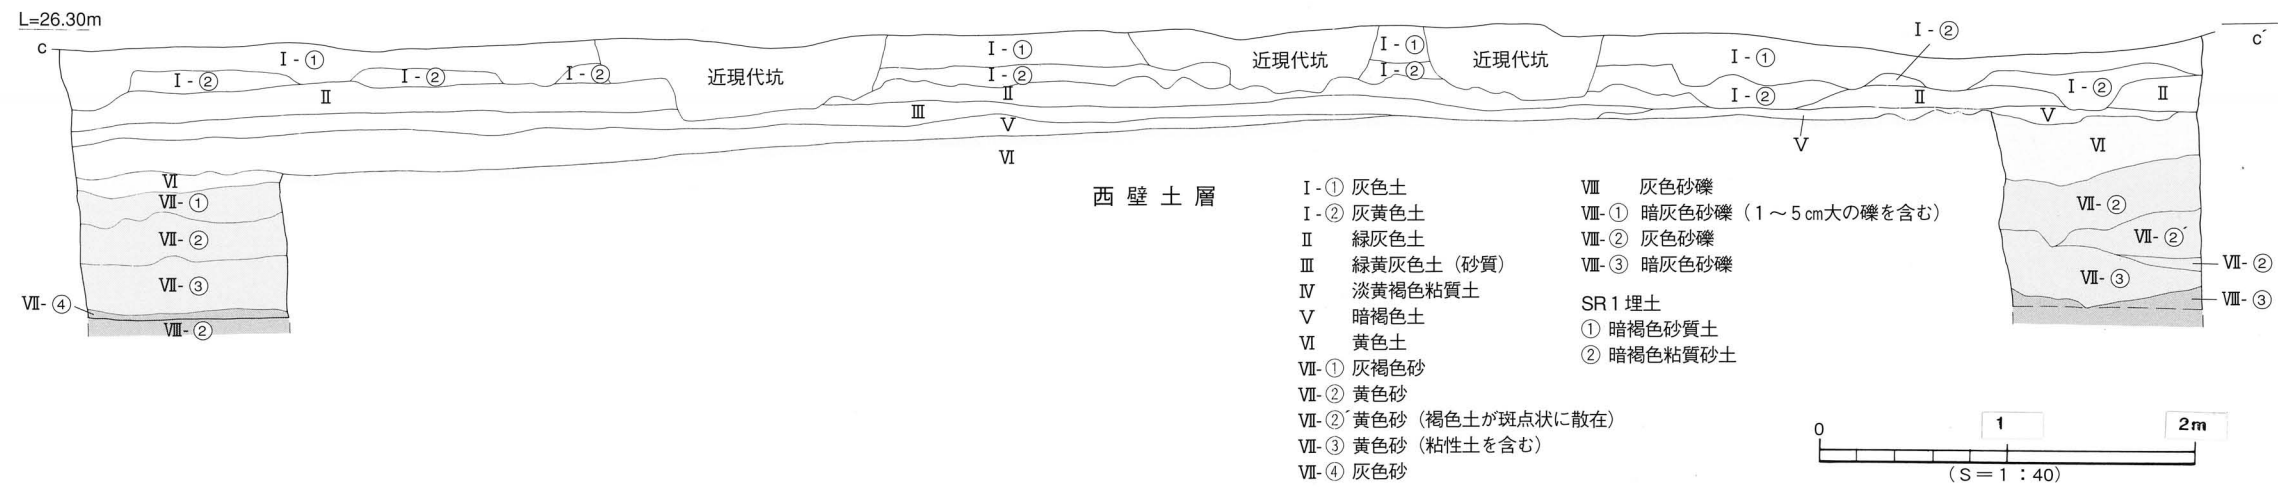 L=26.30m
c
c´
Ⅰ-①
Ⅰ-②
Ⅰ-②
Ⅰ-②
Ⅱ
近現代坑
Ⅰ-①
Ⅰ-②
Ⅱ
Ⅲ
Ⅴ
Ⅵ
近現代坑
Ⅰ-①
Ⅰ-②
近現代坑
Ⅰ-①
Ⅰ-②
Ⅰ-②
Ⅱ
Ⅰ-②
Ⅱ
Ⅴ
Ⅴ
Ⅵ
Ⅵ
Ⅶ-①
Ⅶ-②
Ⅶ-③
Ⅶ-④
Ⅷ-②
Ⅶ-②
Ⅶ-②´
Ⅶ-②
Ⅶ-③
Ⅷ-③
西壁土層
Ⅰ-① 灰色土
Ⅰ-② 灰黄色土
Ⅱ 緑灰色土
Ⅲ 緑黄灰色土(砂質)
Ⅳ 淡黄褐色粘質土
Ⅴ 暗褐色土
Ⅵ 黄色土
Ⅶ-① 灰褐色砂
Ⅶ-② 黄色砂
Ⅶ-②´黄色砂(褐色土が斑点状に散在)
Ⅶ-③ 黄色砂(粘性土を含む)
Ⅶ-④ 灰色砂
Ⅷ 灰色砂礫
Ⅷ-① 暗灰色砂礫(1~5㎝大の礫を含む)
Ⅷ-② 灰色砂礫
Ⅷ-③ 暗灰色砂礫
SR1埋土
① 暗褐色砂質土
② 暗褐色粘質砂土
0 1 2m
(S=1:40)